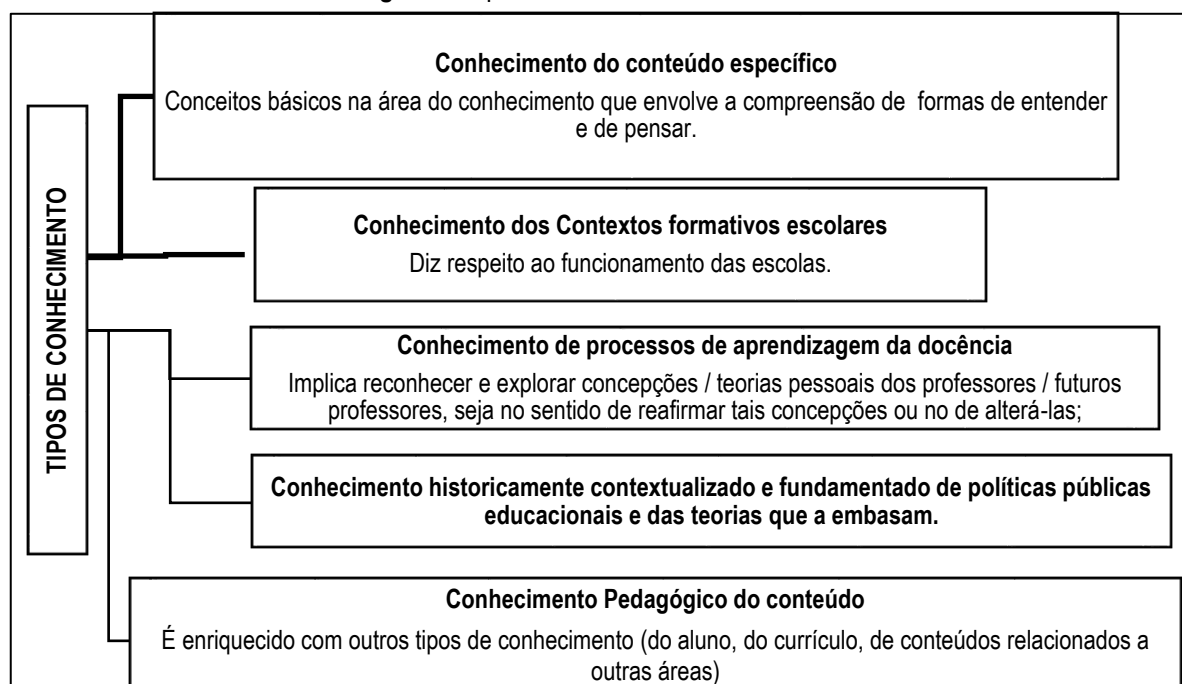 TIPOS DE CONHECIMENTO
Conhecimento do conteúdo específico
Conceitos básicos na área do conhecimento que envolve a compreensão de formas de entender
e de pensar.
Conhecimento dos Contextos formativos escolares
Diz respeito ao funcionamento das escolas.
Conhecimento de processos de aprendizagem da docência
Implica reconhecer e explorar concepções / teorias pessoais dos professores / futuros
professores, seja no sentido de reafirmar tais concepções ou no de alterá-las;
Conhecimento historicamente contextualizado e fundamentado de políticas públicas
educacionais e das teorias que a embasam.
Conhecimento Pedagógico do conteúdo
É enriquecido com outros tipos de conhecimento (do aluno, do currículo, de conteúdos relacionados a
outras áreas)